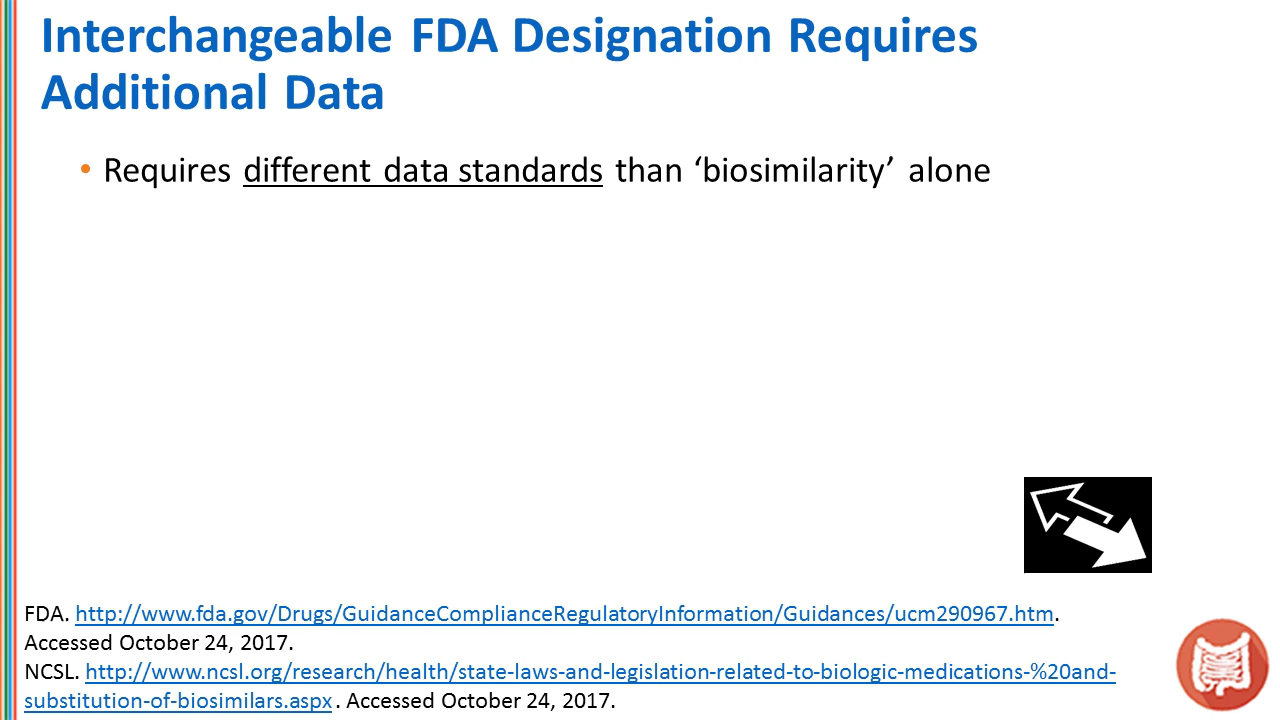 Interchangeable FDA Designation Requires
Additional Data
• Requires different data standards than ‘biosimilarity’ alone
FDA. http://www.fda.gov/Drugs/GuidanceComplianceRegulatoryInformation/Guidances/ucm290967.htm.
Accessed October 24, 2017.
NCSL. http://www.ncsl.org/research/health/state-laws-and-legislation-related-to-biologic-medications-%20and-
substitution-of-biosimilars.aspx . Accessed October 24, 2017.